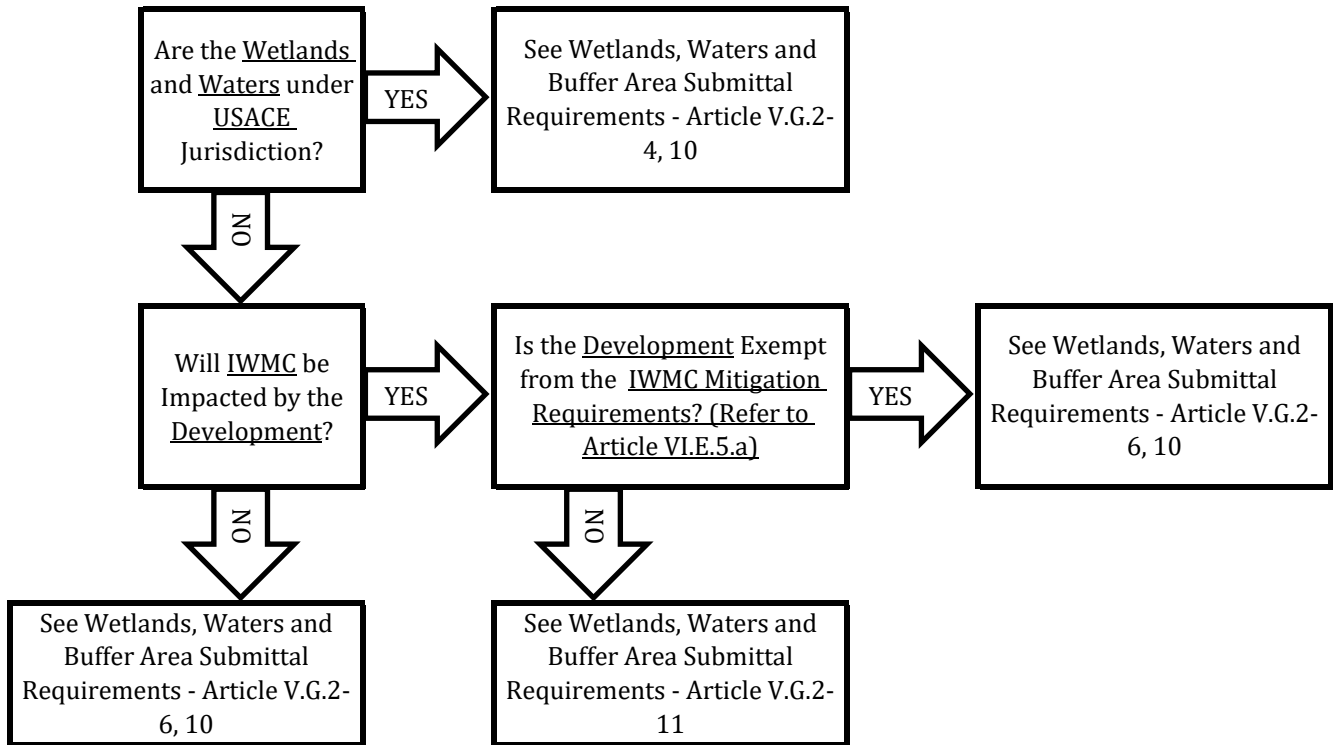 Are the Wetlands
and Waters under
USACE
Jurisdiction?
YES
See Wetlands, Waters and
Buffer Area Submittal
Requirements - Article V.G.2-
4, 10
NO
Will IWMC be
Impacted by the
Development?
YES
Is the Development Exempt
from the IWMC Mitigation
Requirements? (Refer to
Article VI.E.5.a)
YES
See Wetlands, Waters and
Buffer Area Submittal
Requirements - Article V.G.2-
6, 10
NO
NO
See Wetlands, Waters and
Buffer Area Submittal
Requirements - Article V.G.2-
6, 10
See Wetlands, Waters and
Buffer Area Submittal
Requirements - Article V.G.2-
11